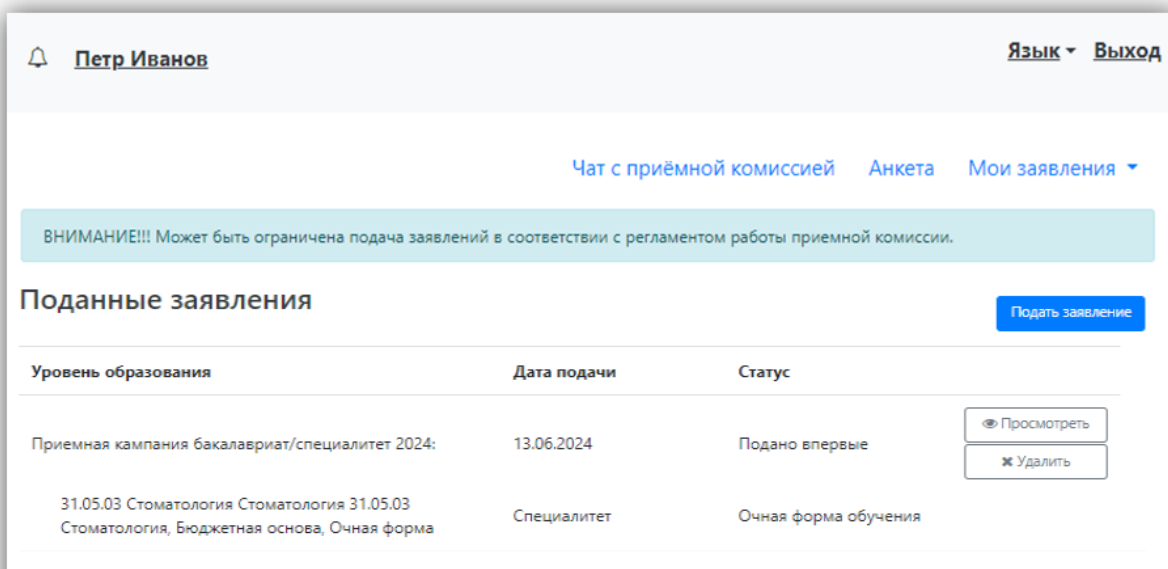 Петр Иванов
Язык
Выход
Чат с приёмной комиссией Анкета Мои заявления
ВНИМАНИЕ!!! Может быть ограничена подача заявлений в соответствии с регламентом работы приемной комиссии.
Поданные заявления
Подать заявление
Уровень образования Дата подачи Статус
Приемная кампания бакалавриат/специалитет 2024: 13.06.2024 Подано впервые
Просмотреть
Удалить
31.05.03 Стоматология Стоматология 31.05.03
Стоматология, Бюджетная основа, Очная форма
Специалитет
Очная форма обучения